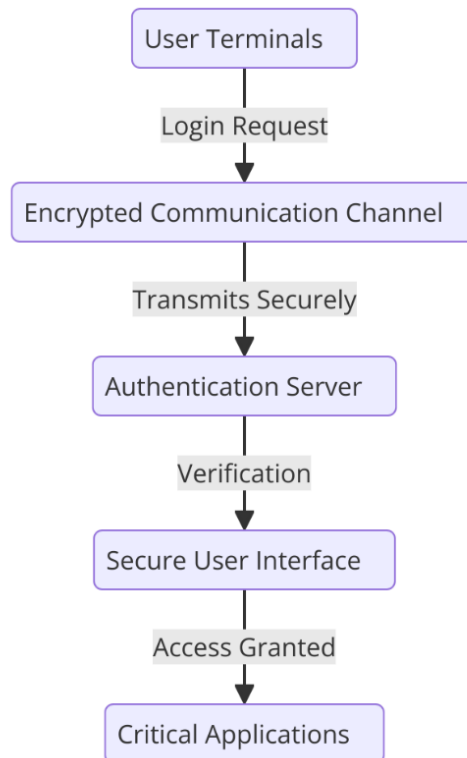 User Terminals
Login Request
Encrypted Communication Channel
Transmits Securely
Authentication Server
Verification
Secure User Interface
Access Granted
Critical Applications